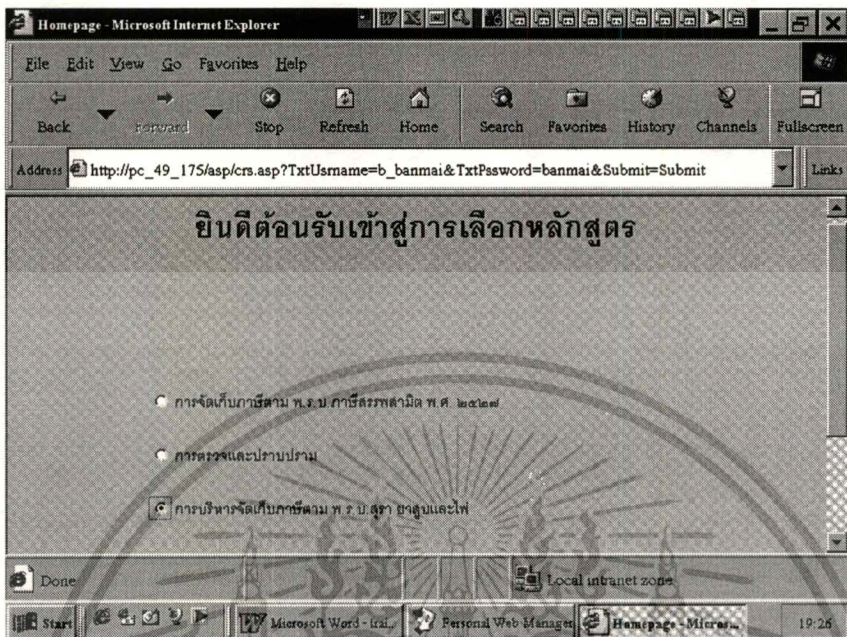 Homepage - Microsoft Internet Explorer
File Edit View Go Favorites Help
Back Forward Stop Refresh Home Search Favorites History Channels Fullscreen
Address http://pc_49_175/asp/crs.asp?TxtUsrname=b_banmai&TxtPssword=banmai&Submit=Submit Links
ยินดีต้อนรับเข้าสู่การเลือกหลักสูตร
การจัดเก็บภาษีตาม พ.ร.บ.ภาษีสรรพสามิต พ.ศ. ๒๕๒๗
การตรวจและปราบปราม
การบริหารจัดเก็บภาษีตาม พ.ร.บ.สุรา ยาสูบและไพ่
Done Local intranet zone
Start Microsoft Word - Personal Web Manager Homepage - Micros... 19:26